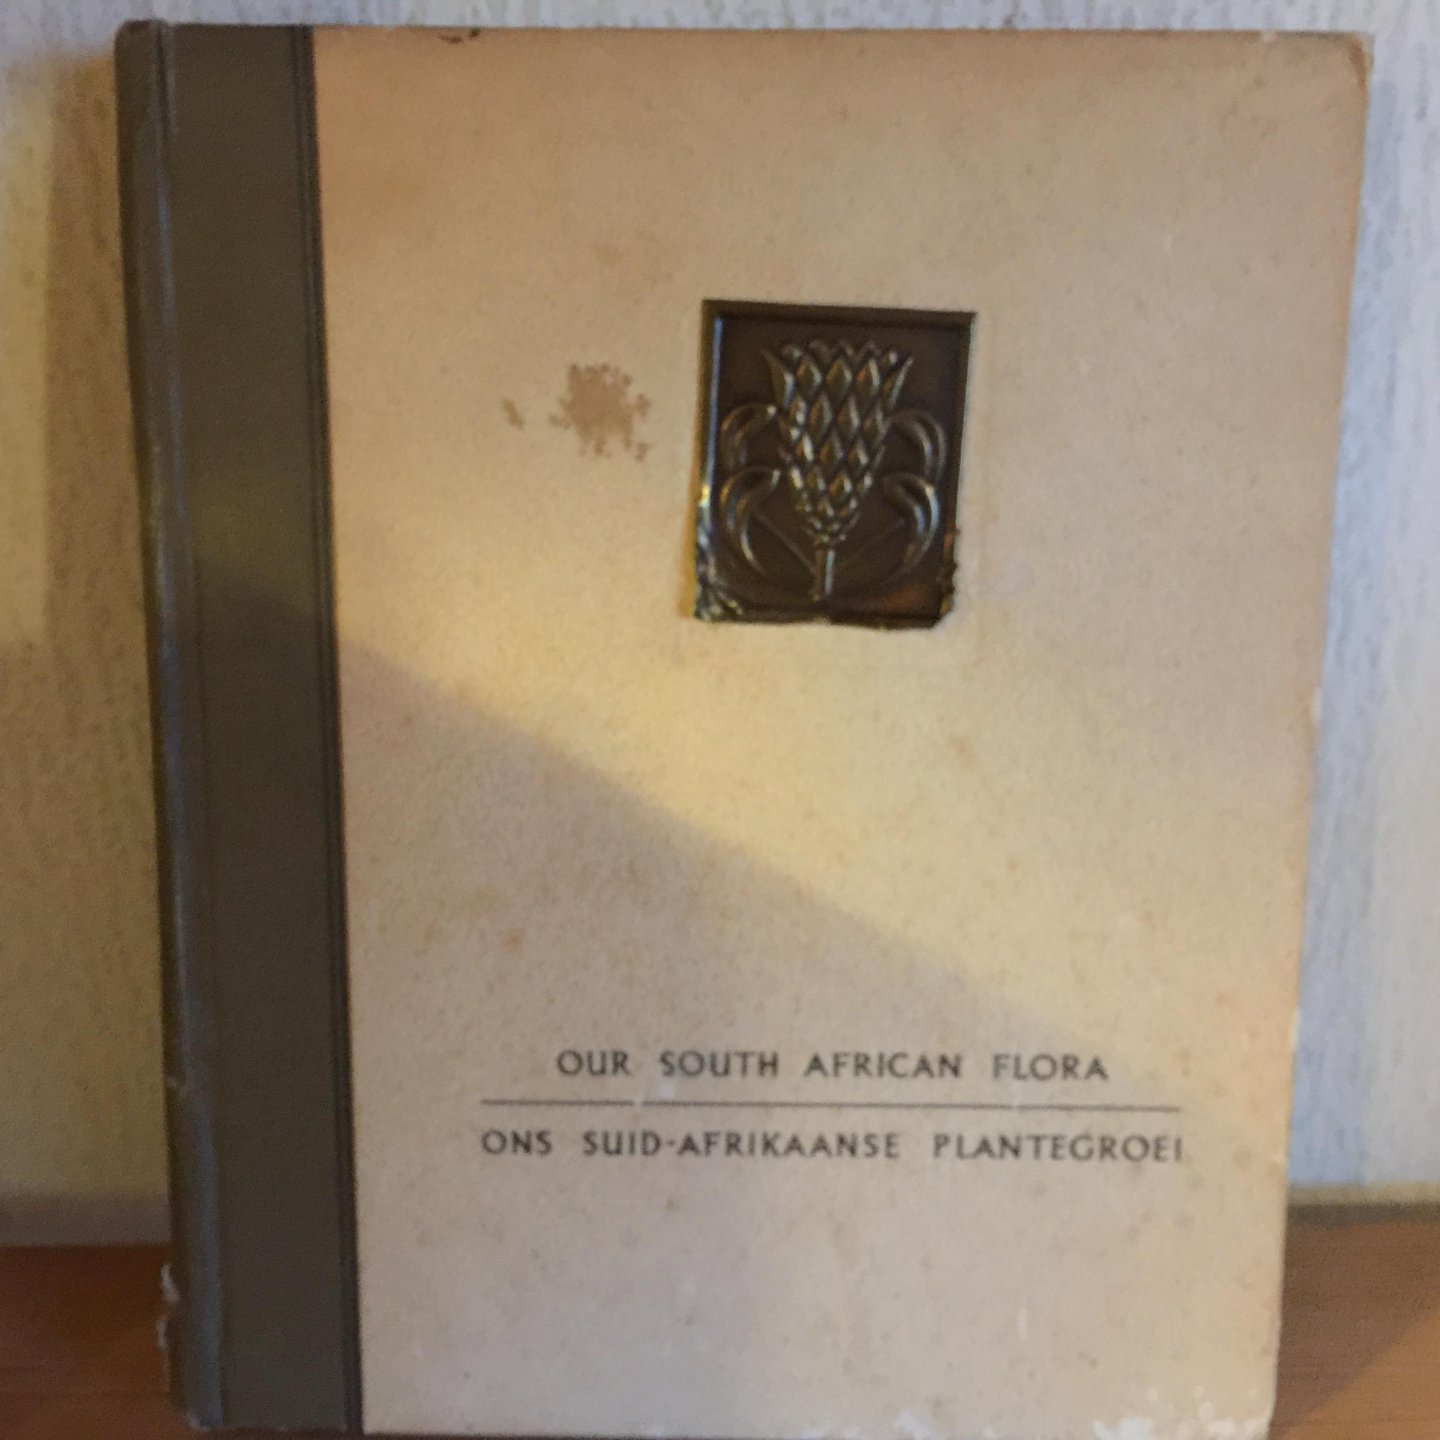 OUR SOUTH AFRICAN FLORA
ONS SUID-AFRIKAANSE PLANTEGROEI